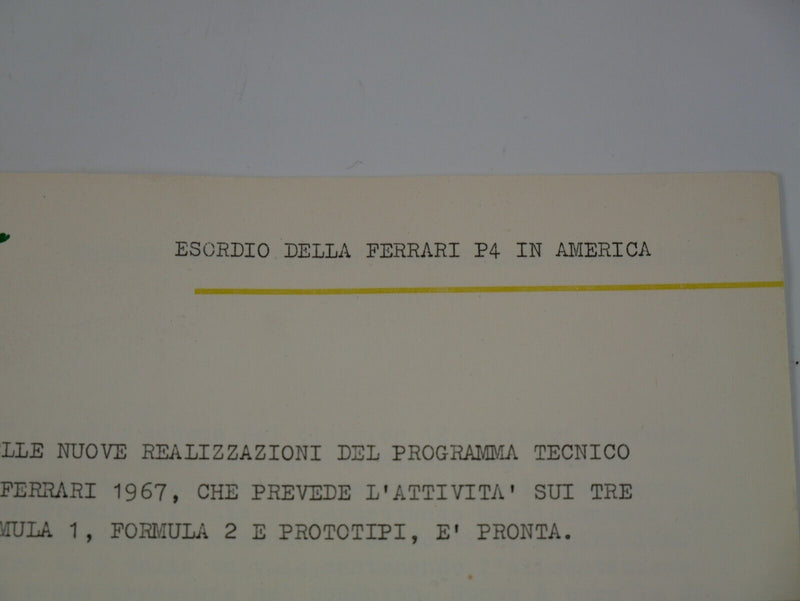 ESORDIO DELLA FERRARI P4 IN AMERICA
LLE NUOVE REALIZZAZIONI DEL PROGRAMMA TECNICO
FERRARI 1967, CHE PREVEDE L'ATTIVITA' SUI TRE
MULA 1, FORMULA 2 E PROTOTIPI, E' PRONTA.